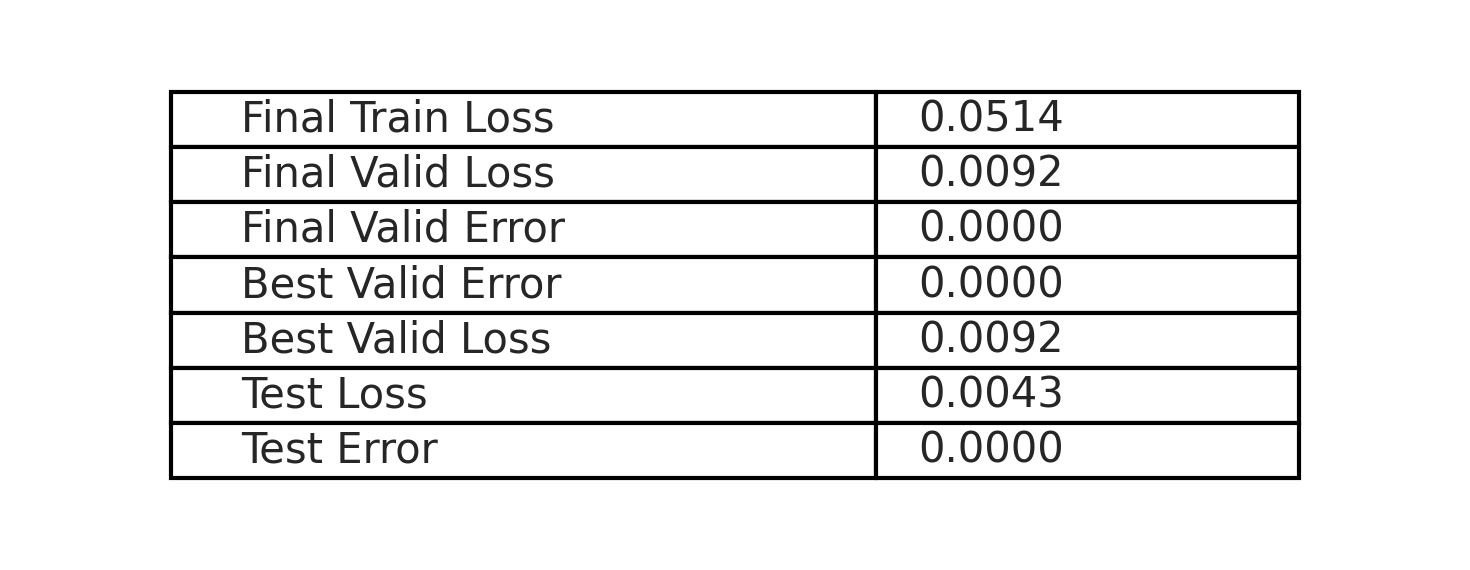 Final Train Loss 0.0514
Final Valid Loss 0.0092
Final Valid Error 0.0000
Best Valid Error 0.0000
Best Valid Loss 0.0092
Test Loss 0.0043
Test Error 0.0000